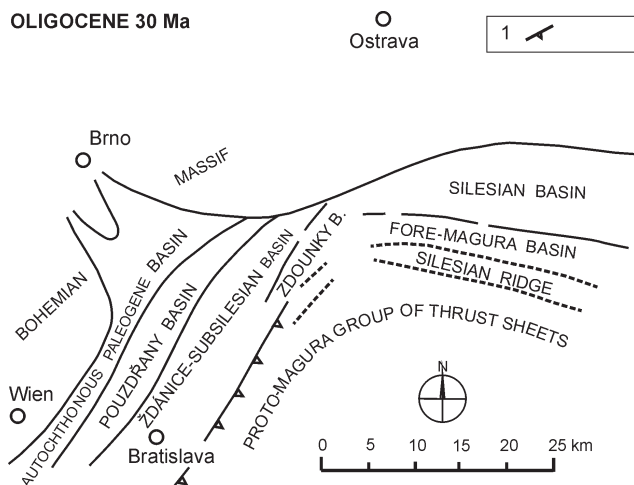 OLIGOCENE 30 Ma
Ostrava
1
Brno
MASSIF
SILESIAN BASIN
FORE-MAGURA BASIN
SILESIAN RIDGE
ZDOUNKY B.
BOHEMIAN
AUTOCHTHONOUS PALEOGENE BASIN
POUZDŘANY BASIN
ŽDÁNICE-SUBSILESIAN BASIN
PROTO-MAGURA GROUP OF THRUST SHEETS
Wien
Bratislava
N
0 5 10 15 20 25 km